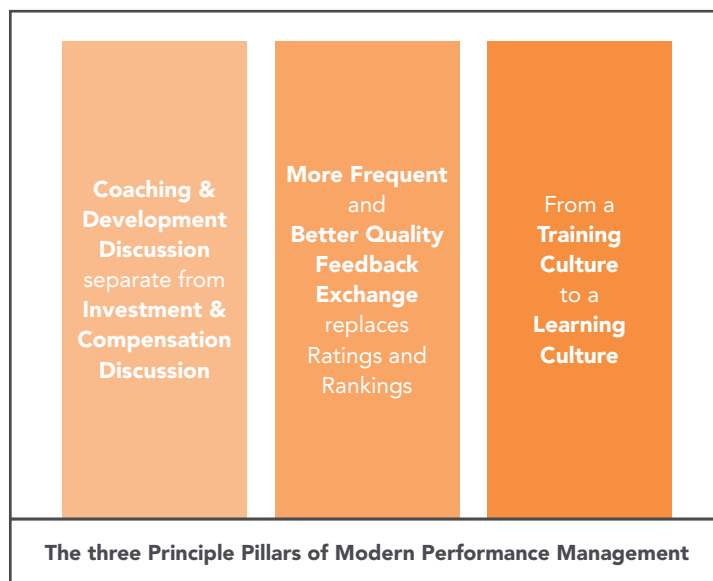 Coaching &
Development
Discussion
separate from
Investment &
Compensation
Discussion
More Frequent
and
Better Quality
Feedback
Exchange
replaces
Ratings and
Rankings
From a
Training
Culture
to a
Learning
Culture
The three Principle Pillars of Modern Performance Management